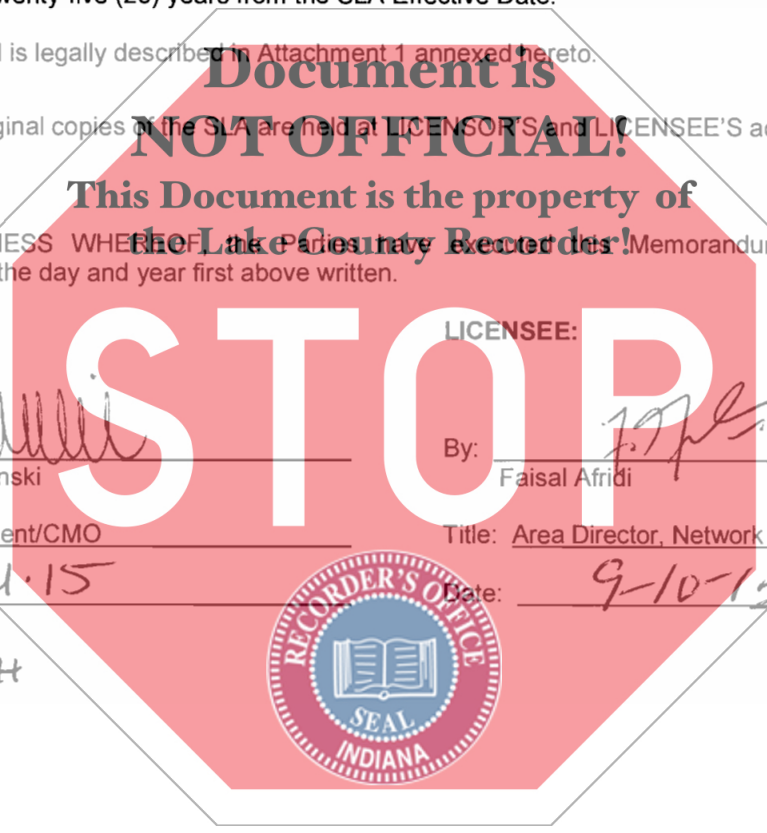 twenty-five (25) years from the SLA Effective Date.
is legally described in Attachment 1 annexed hereto.
Document is
NOT OFFICIAL!
This Document is the property of
the Lake County Recorder!
ginal copies of the SLA are held at LICENSOR'S and LICENSEE'S
NESS WHEREOF, the Parties have executed this Memorandu
the day and year first above written.
STOP
LICENSEE:
By:
nski
Faisal Afridi
ent/CMO
Title: Area Director, Network
.15
Date: 9-10-1
RECORDER'S OFFICE
SEAL
INDIANA